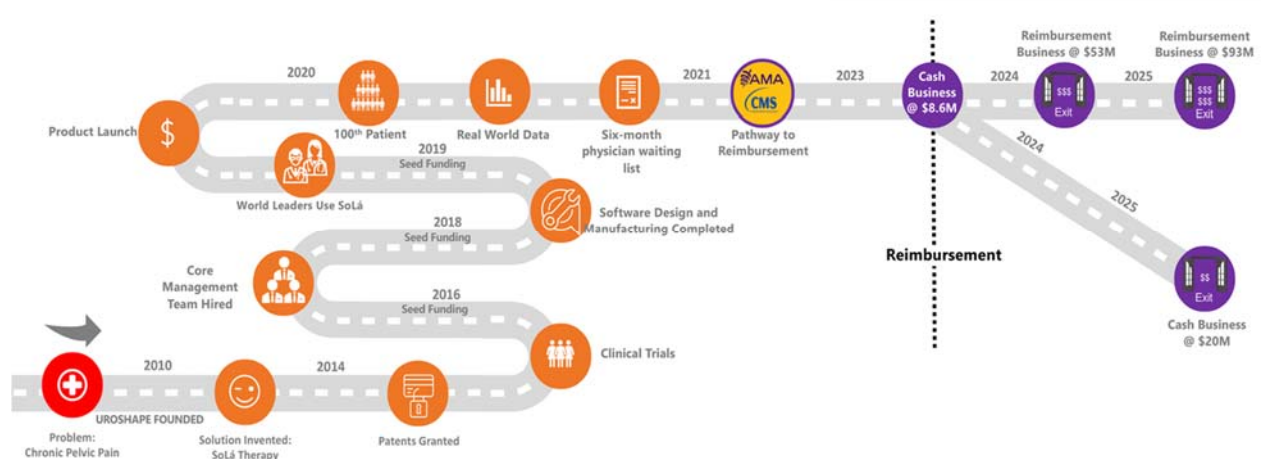 Problem:
Chronic Pelvic Pain
2010
UROSHAPE FOUNDED
Solution Invented:
SoLá Therapy
2014
Patents Granted
Clinical Trials
2016
Seed Funding
Core
Management
Team Hired
2018
Seed Funding
Software Design and
Manufacturing Completed
2019
Seed Funding
World Leaders Use SoLá
Product Launch
$
2020
100th Patient
Real World Data
Six-month
physician waiting
list
2021
AMA
CMS
Pathway to
Reimbursement
2023
Cash
Business
@ $8.6M
Reimbursement
2024
Reimbursement
Business @ $53M
$$$
Exit
2025
Reimbursement
Business @ $93M
$$$
$$$
Exit
2024
2025
$$
Exit
Cash Business
@ $20M